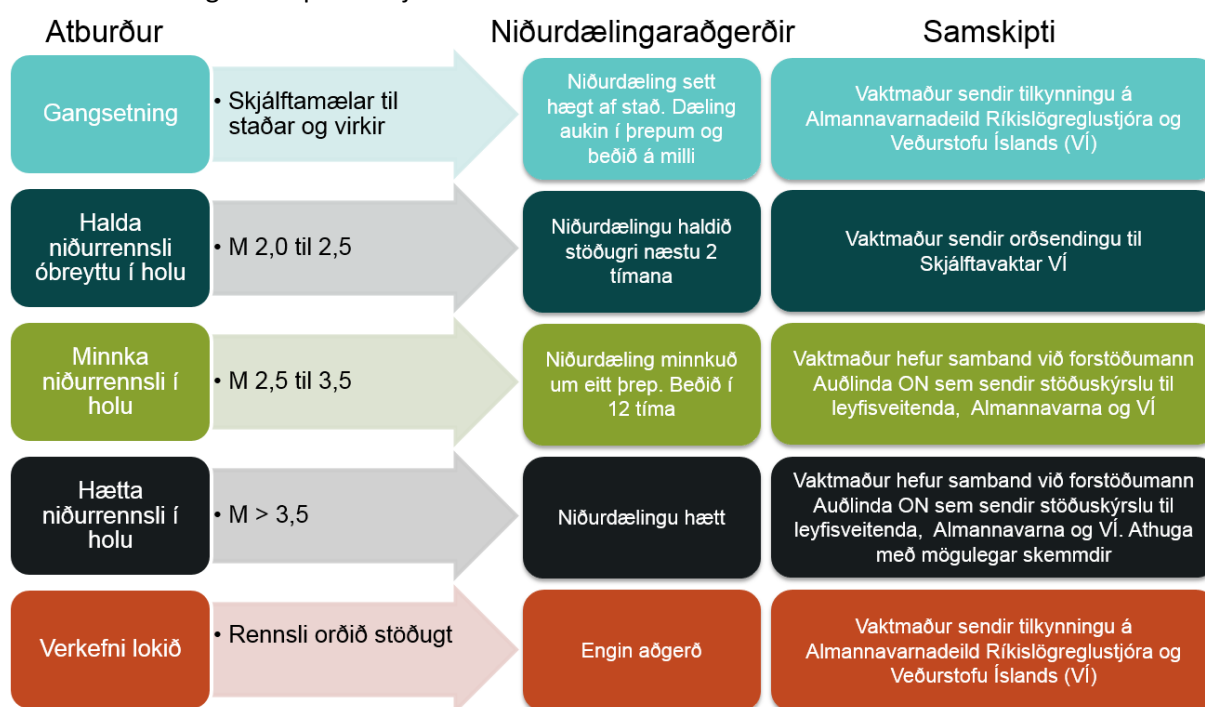 Atburður
Niðurdælingaraðgerðir
Samskipti
Gangsetning
• Skjálftamælar til
staðar og virkir
Niðurdæling sett
hægt af stað. Dæling
aukin í þrepum og
beðið á milli
Vaktmaður sendir tilkynningu á
Almannavarnadeild Ríkislögreglustjóra og
Veðurstofu Íslands (VÍ)
Halda
niðurrennsli
óbreyttu í holu
• M 2,0 til 2,5
Niðurdælingu haldið
stöðugri næstu 2
tímana
Vaktmaður sendir orðsendingu til
Skjálftavaktar VÍ
Minnka
niðurrennsli í
holu
• M 2,5 til 3,5
Niðurdæling minnkuð
um eitt þrep. Beðið í
12 tíma
Vaktmaður hefur samband við forstöðumann
Auðlinda ON sem sendir stöðuskýrslu til
leyfisveitenda, Almannavarna og VÍ
Hætta
niðurrennsli í
holu
• M > 3,5
Niðurdælingu hætt
Vaktmaður hefur samband við forstöðumann
Auðlinda ON sem sendir stöðuskýrslu til
leyfisveitenda, Almannavarna og VÍ. Athuga
með mögulegar skemmdir
Verkefni lokið
• Rennsli orðið stöðugt
Engin aðgerð
Vaktmaður sendir tilkynningu á
Almannavarnadeild Ríkislögreglustjóra og
Veðurstofu Íslands (VÍ)